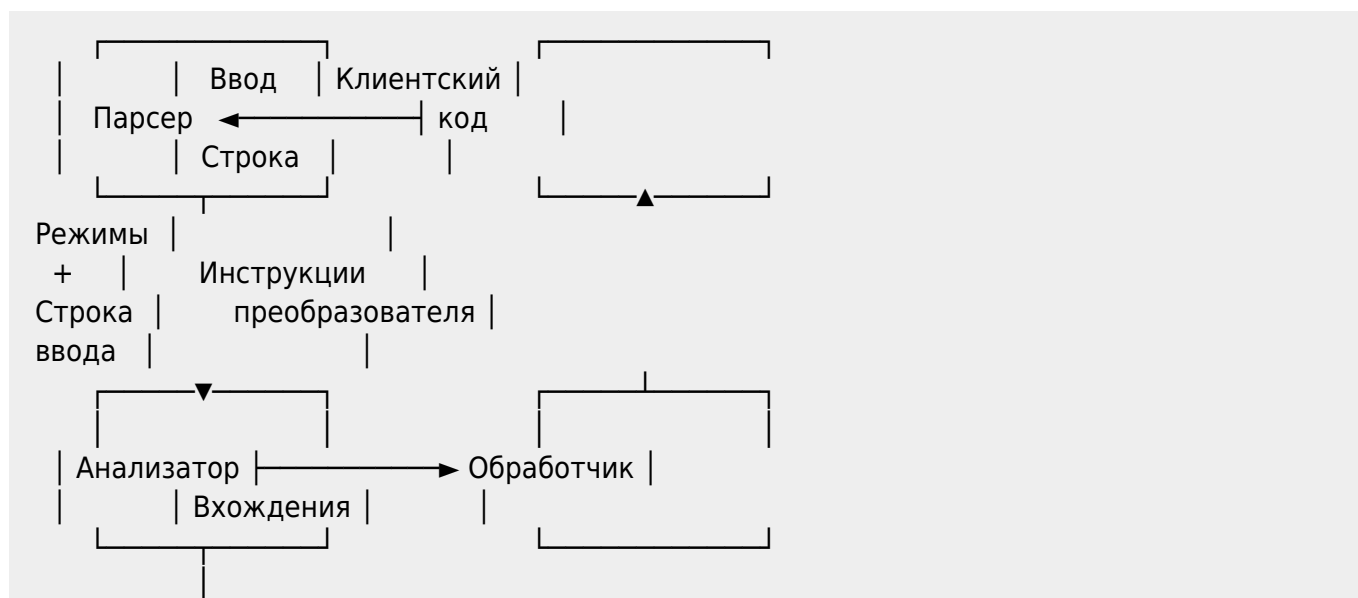 Ввод Клиентский
Парсер код
Строка
Режимы
+ Инструкции
Строка преобразователя
ввода
Анализатор Обработчик
Вхождения